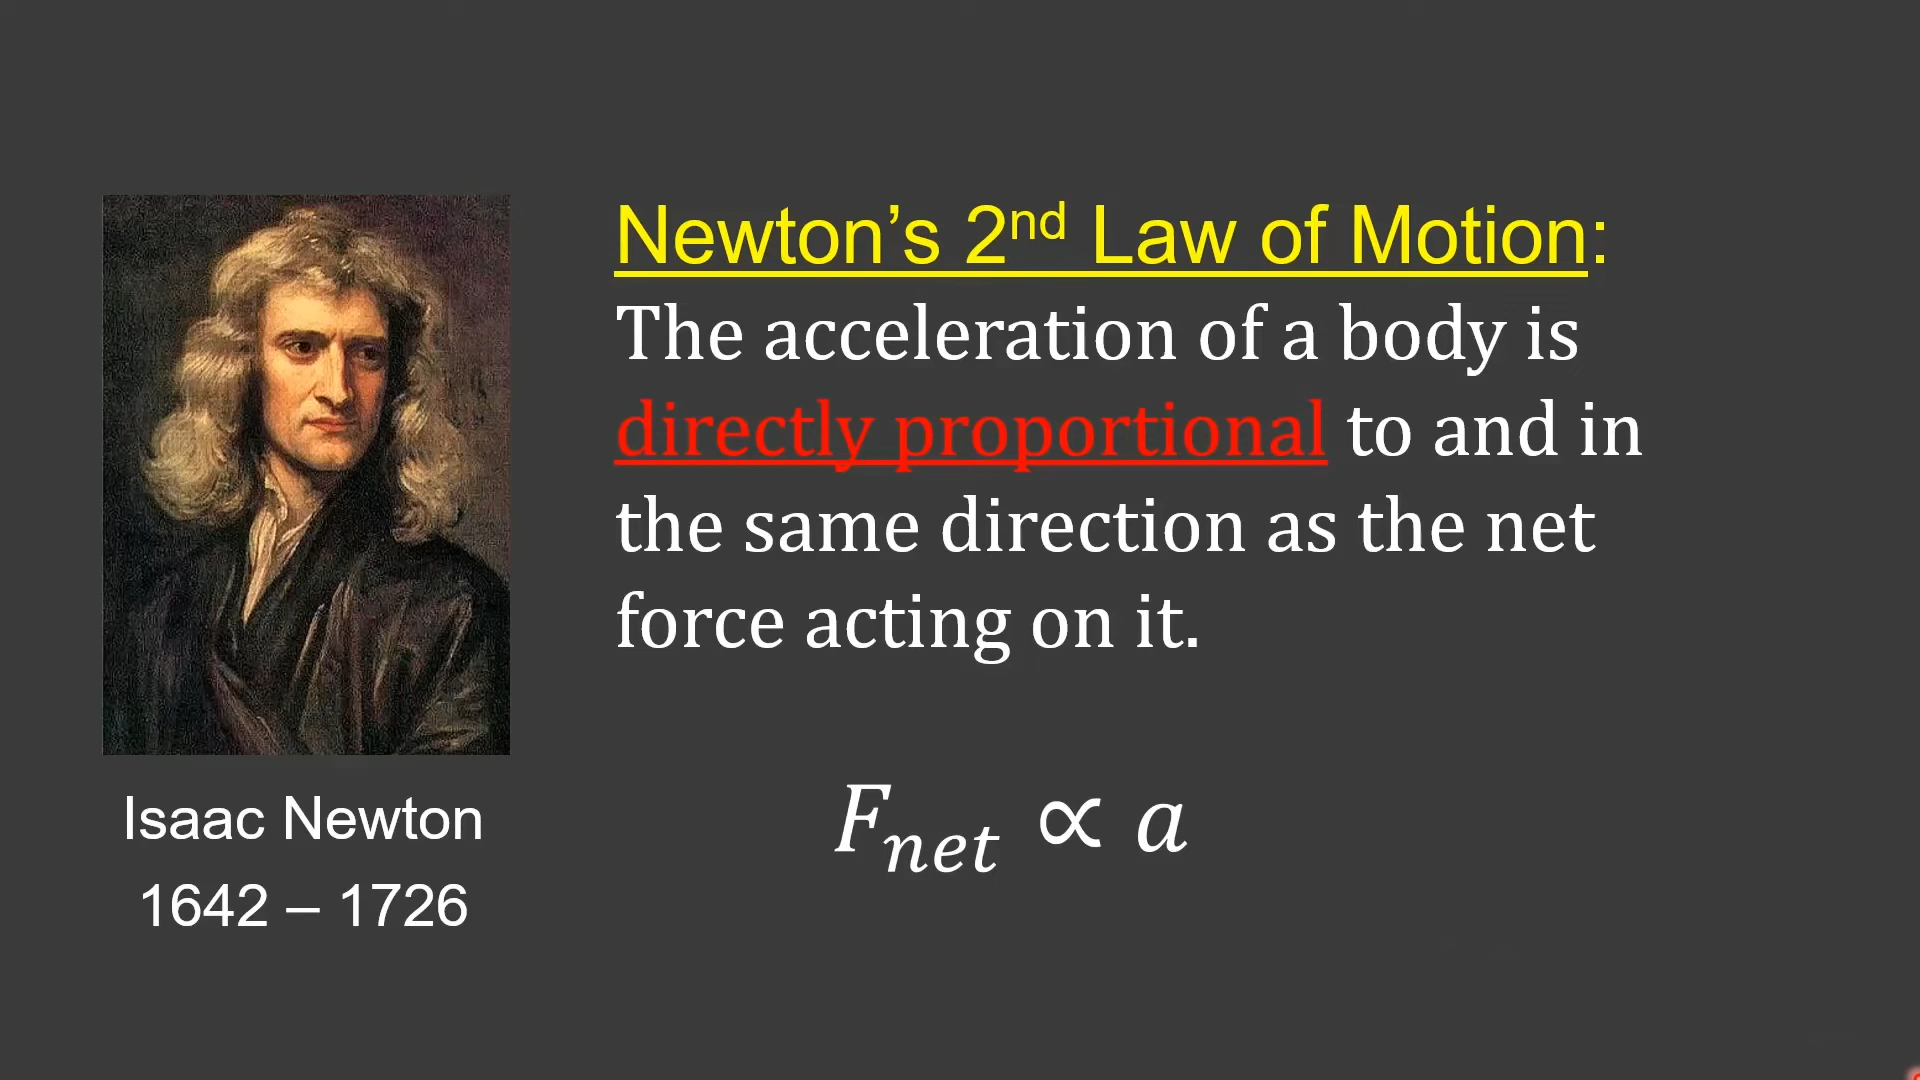 Newton’s 2nd Law of Motion:
The acceleration of a body is
directly proportional to and in
the same direction as the net
force acting on it.
F_net ∝ a
Isaac Newton
1642 – 1726